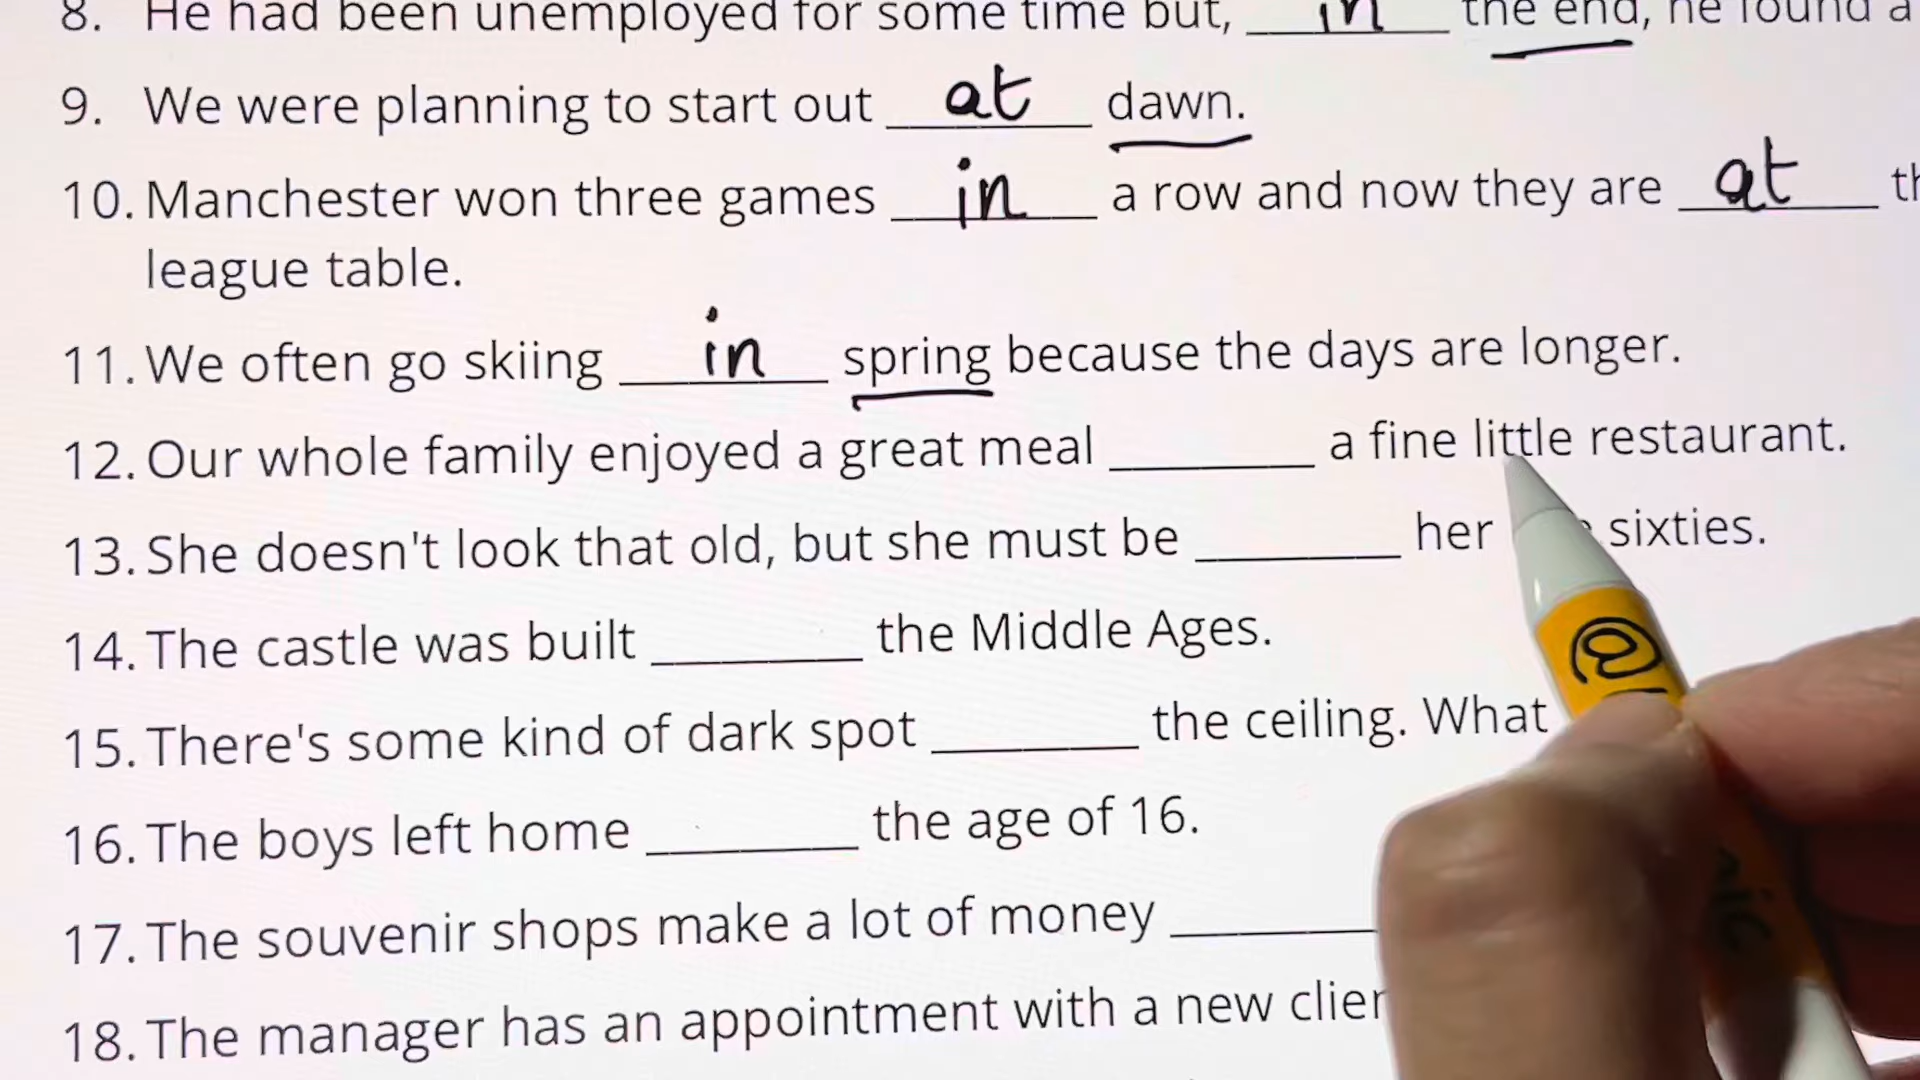 8. He had been unemployed for some time but, in the end, he found a
9. We were planning to start out at dawn.
10. Manchester won three games in a row and now they are at
league table.
11. We often go skiing in spring because the days are longer.
12. Our whole family enjoyed a great meal ________ a fine little restaurant.
13. She doesn't look that old, but she must be ________ her sixties.
14. The castle was built ________ the Middle Ages.
15. There's some kind of dark spot ________ the ceiling. What
16. The boys left home ________ the age of 16.
17. The souvenir shops make a lot of money ________
18. The manager has an appointment with a new
@